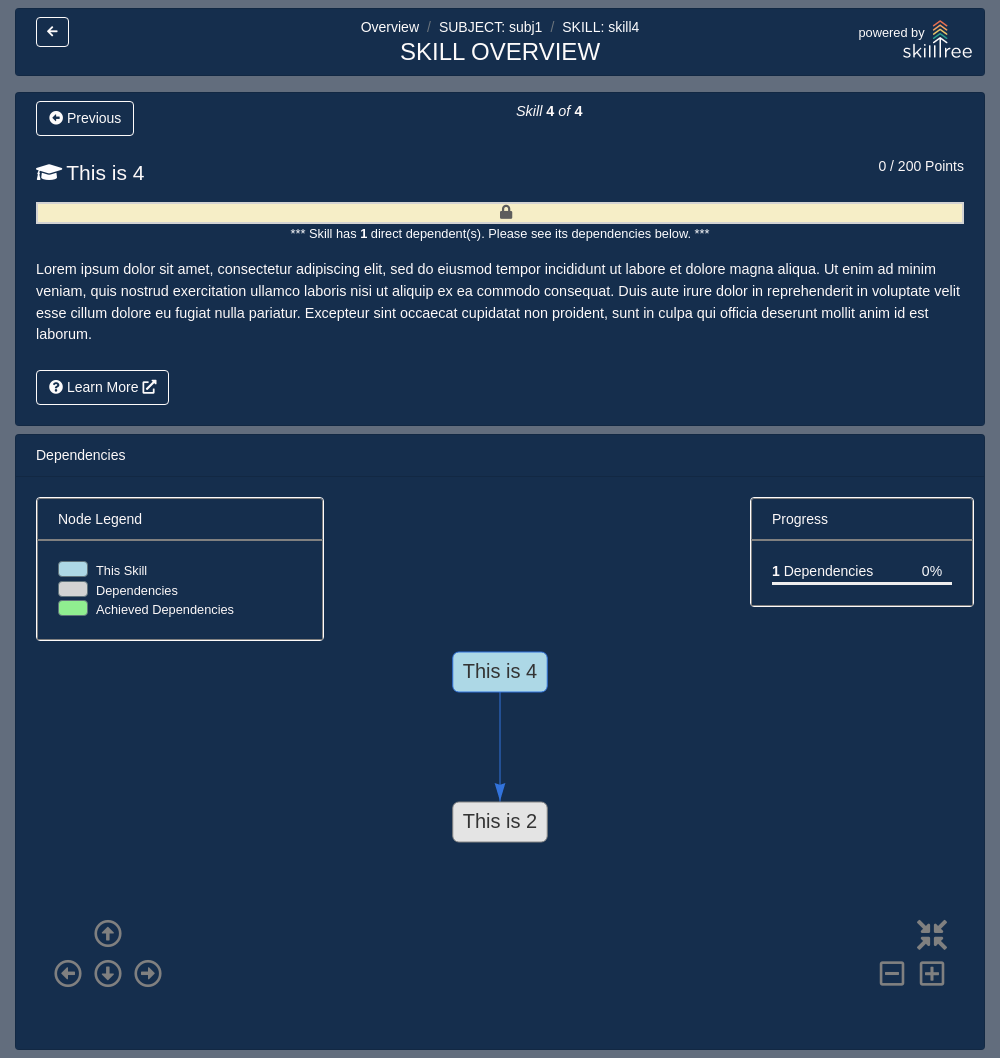 Overview / SUBJECT: subj1 / SKILL: skill4
SKILL OVERVIEW
powered by
skilltree
Previous
Skill 4 of 4
This is 4
0 / 200 Points
*** Skill has 1 direct dependent(s). Please see its dependencies below. ***
Lorem ipsum dolor sit amet, consectetur adipiscing elit, sed do eiusmod tempor incididunt ut labore et dolore magna aliqua. Ut enim ad minim
veniam, quis nostrud exercitation ullamco laboris nisi ut aliquip ex ea commodo consequat. Duis aute irure dolor in reprehenderit in voluptate velit
esse cillum dolore eu fugiat nulla pariatur. Excepteur sint occaecat cupidatat non proident, sunt in culpa qui officia deserunt mollit anim id est
laborum.
Learn More
Dependencies
Node Legend
This Skill
Dependencies
Achieved Dependencies
Progress
1 Dependencies 0%
This is 4
This is 2